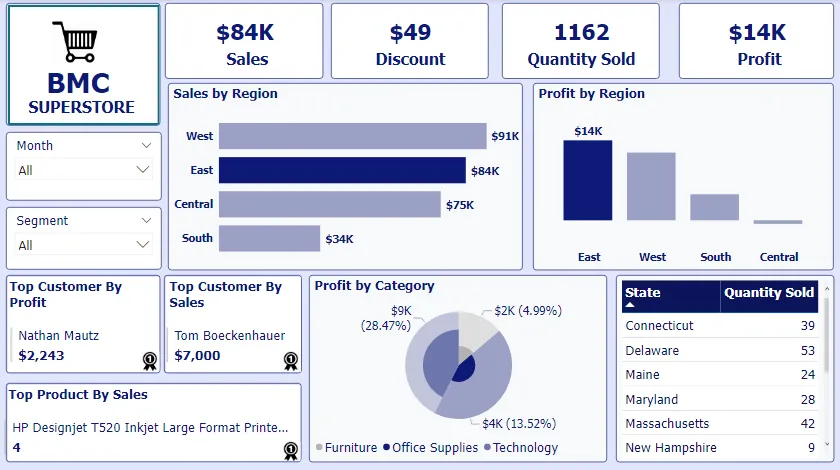 BMC
SUPERSTORE
$84K
Sales
$49
Discount
1162
Quantity Sold
$14K
Profit
Month
All
Segment
All
Sales by Region
West
$91K
East
$84K
Central
$75K
South
$34K
Profit by Region
$14K
East
West
South
Central
Top Customer By
Profit
Nathan Mautz
$2,243
1
Top Customer By
Sales
Tom Boeckenhauer
$7,000
1
Top Product By Sales
HP Designjet T520 Inkjet Large Format Printe...
4
1
Profit by Category
$9K
(28.47%)
$2K (4.99%)
$4K (13.52%)
Furniture Office Supplies Technology
State Quantity Sold
Connecticut 39
Delaware 53
Maine 24
Maryland 28
Massachusetts 42
New Hampshire 9